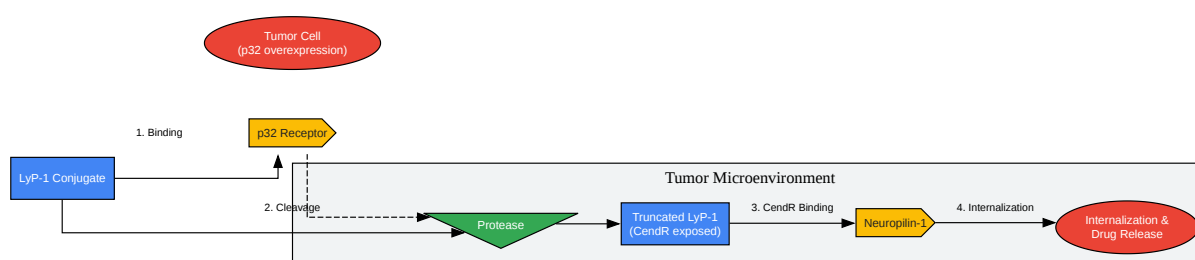 Tumor Cell
(p32 overexpression)
1. Binding
p32 Receptor
LyP-1 Conjugate
Tumor Microenvironment
2. Cleavage
Protease
Truncated LyP-1
(CendR exposed)
3. CendR Binding
Neuropilin-1
4. Internalization
Internalization &
Drug Release